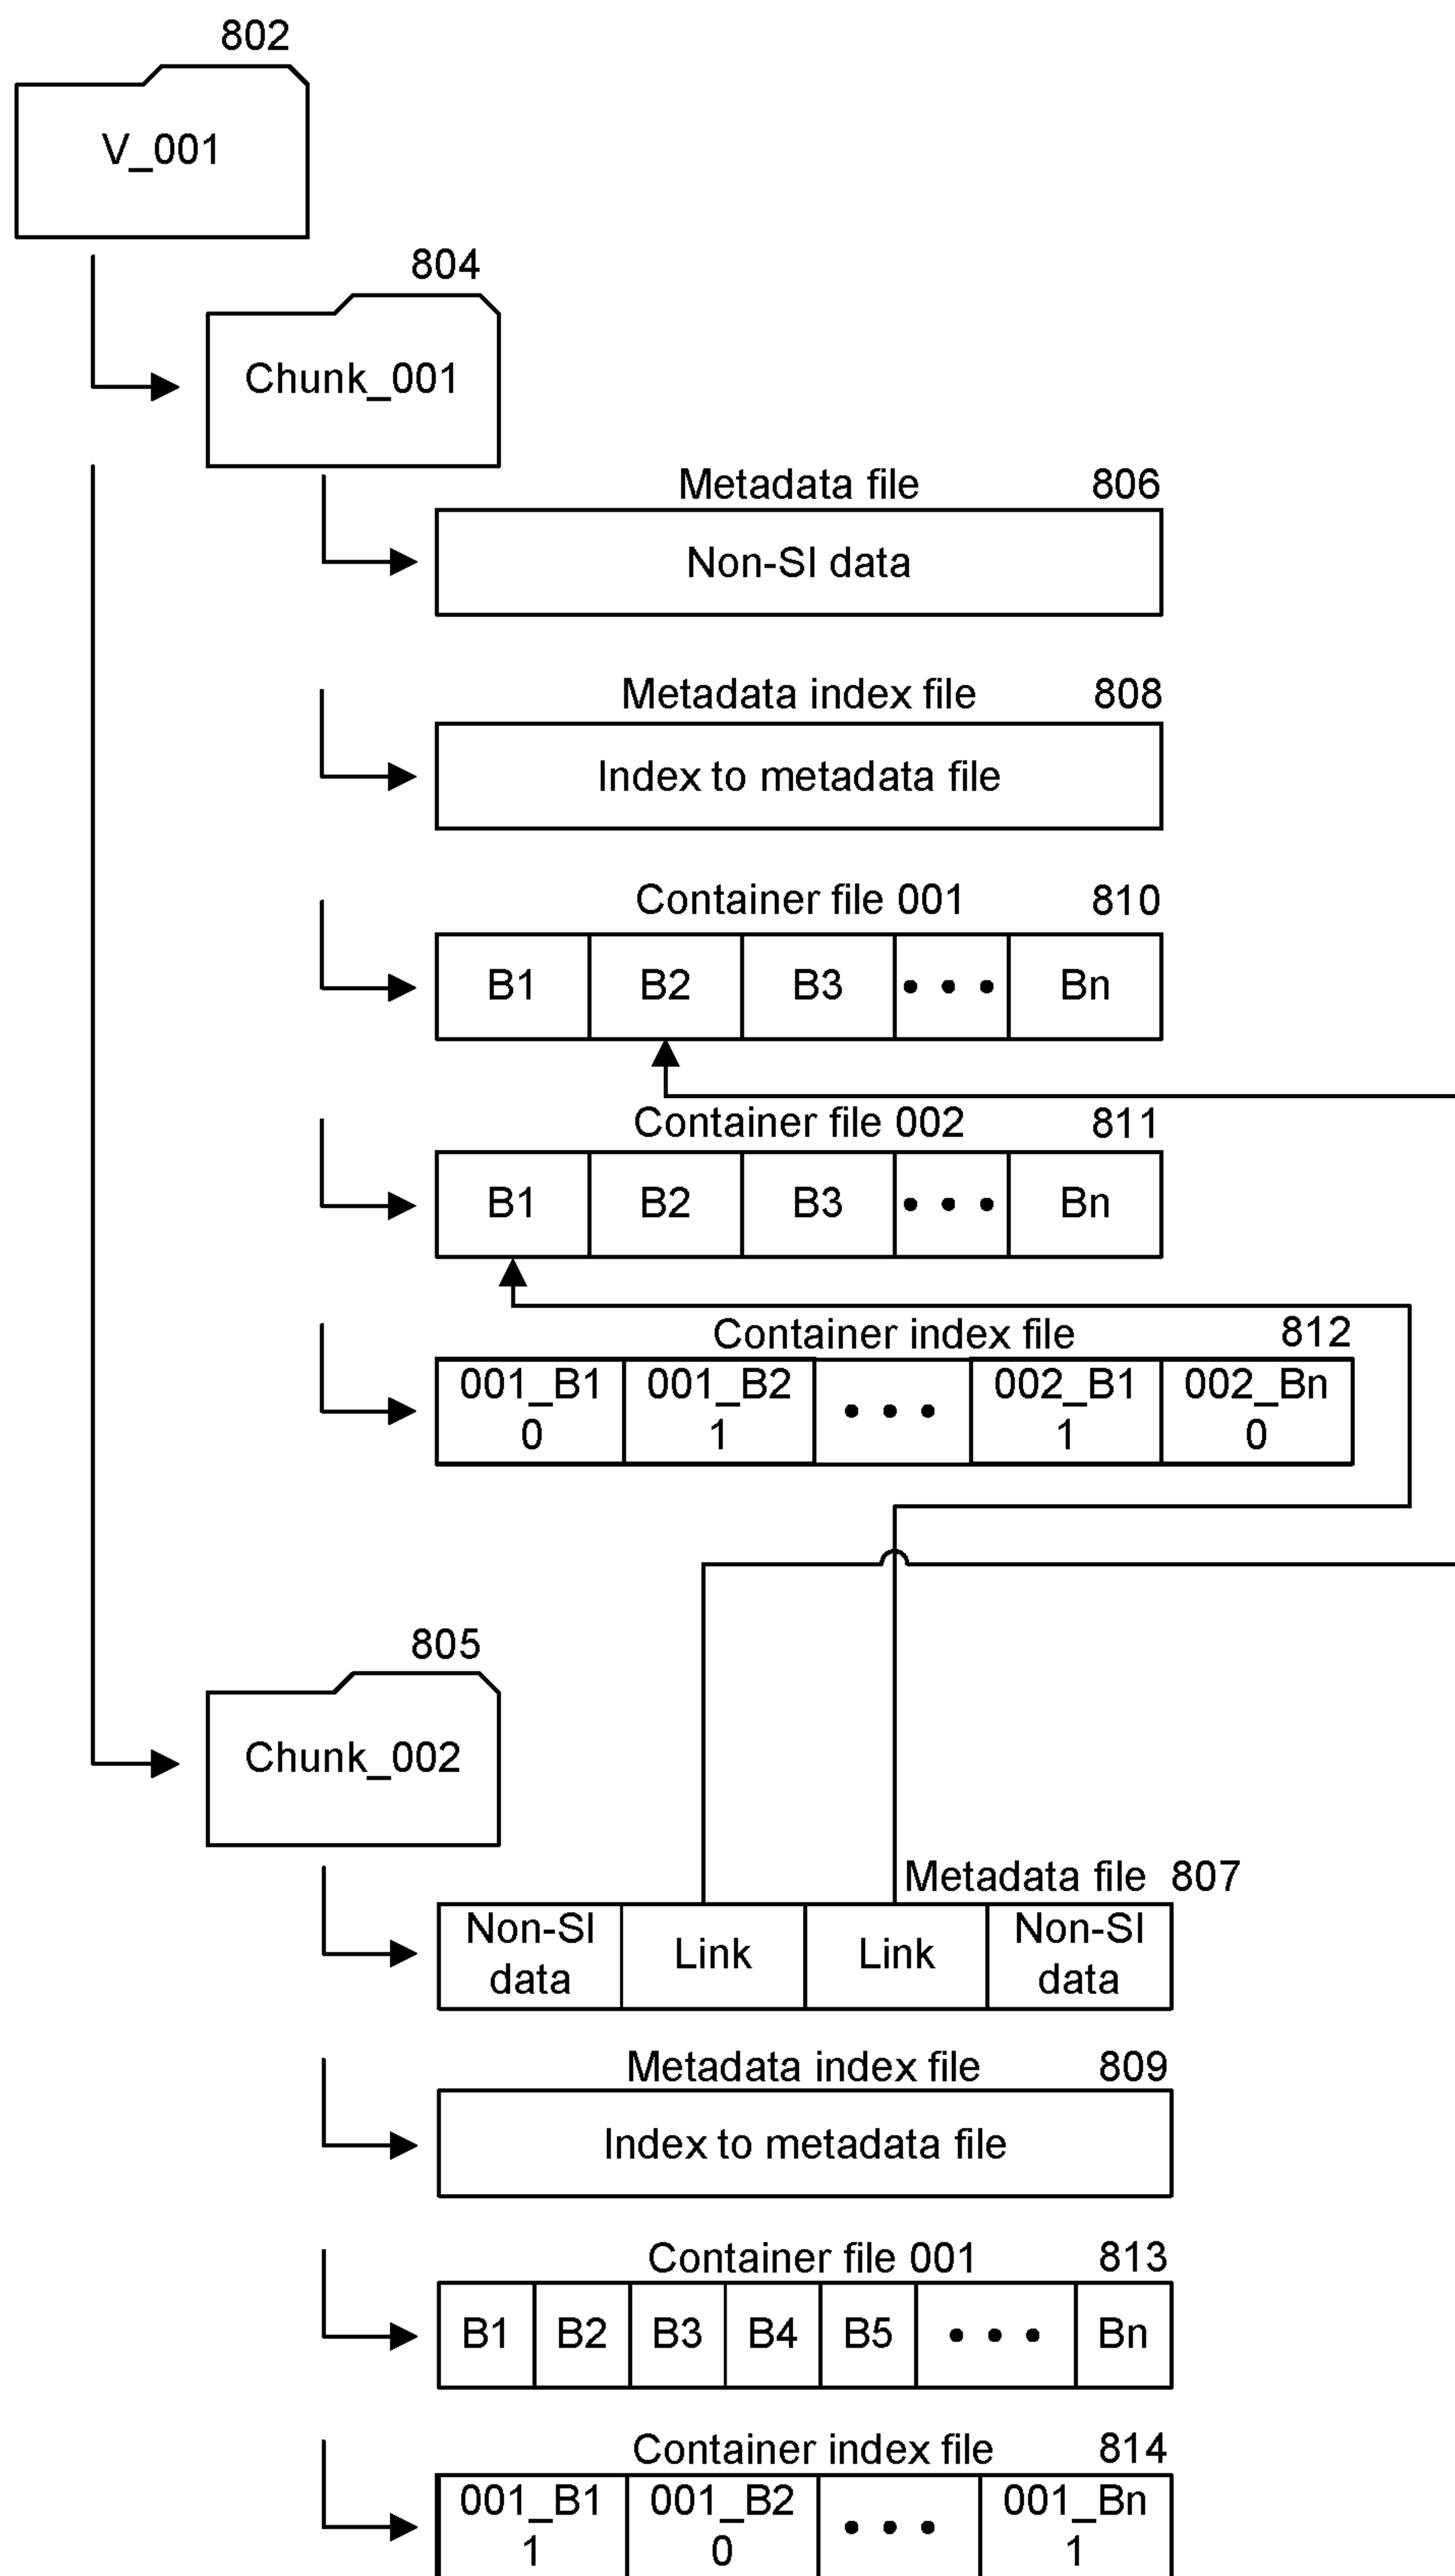 802
V_001
804
Chunk_001
Metadata file 806
Non-SI data
Metadata index file 808
Index to metadata file
Container file 001 810
B1 B2 B3 • • • Bn
Container file 002 811
B1 B2 B3 • • • Bn
Container index file 812
001_B1 001_B2 • • • 002_B1 002_Bn
0 1 1 0
805
Chunk_002
Metadata file 807
Non-SI data Link Link Non-SI data
Metadata index file 809
Index to metadata file
Container file 001 813
B1 B2 B3 B4 B5 • • • Bn
Container index file 814
001_B1 001_B2 • • • 001_Bn
1 0 1